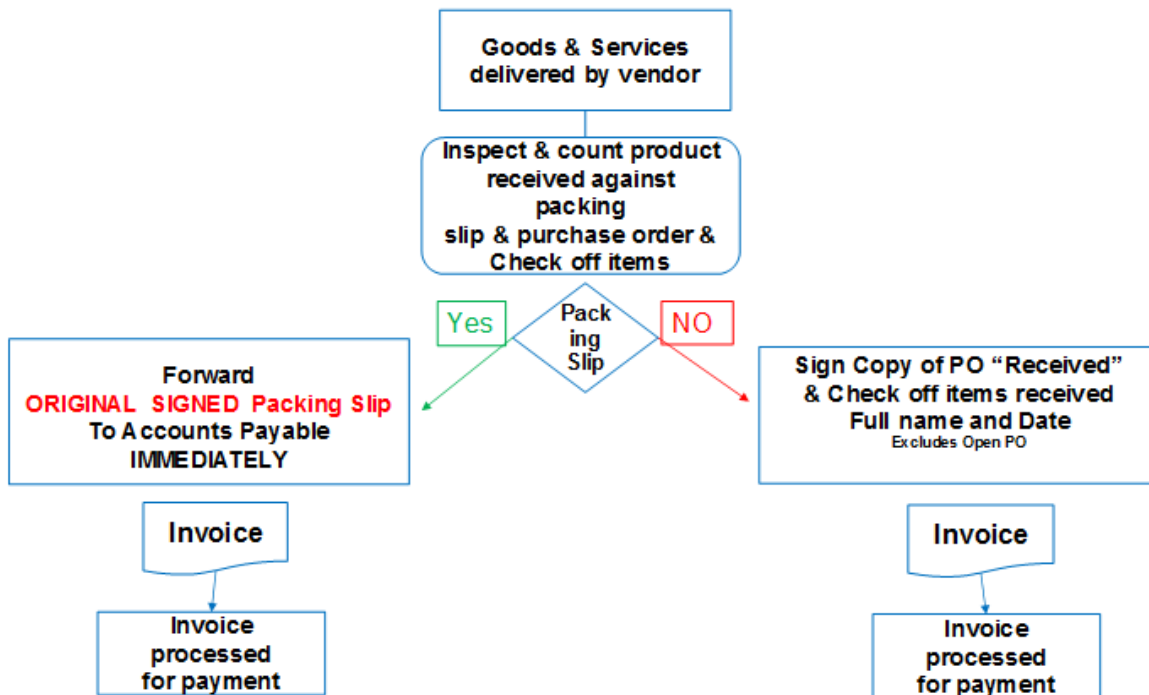 Goods & Services
delivered by vendor
Inspect & count product
received against
packing
slip & purchase order &
Check off items
Pack
ing
Slip
Yes
NO
Forward
ORIGINAL SIGNED Packing Slip
To Accounts Payable
IMMEDIATELY
Sign Copy of PO “Received”
& Check off items received
Full name and Date
Excludes Open PO
Invoice
Invoice
Invoice
processed
for payment
Invoice
processed
for payment